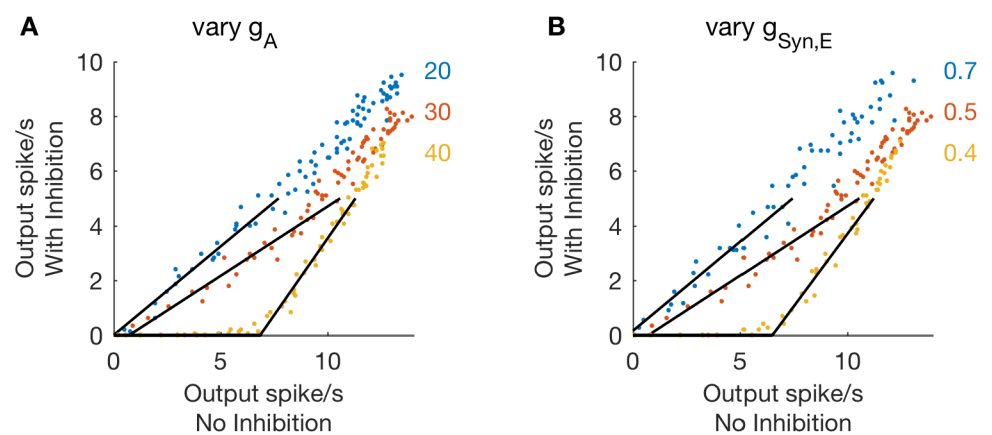 A
vary gA
B
vary gSyn,E
10
8
6
4
2
0
0
5
10
20
30
40
Output spike/s
With Inhibition
Output spike/s
No Inhibition
10
8
6
4
2
0
0
5
10
0.7
0.5
0.4
Output spike/s
With Inhibition
Output spike/s
No Inhibition